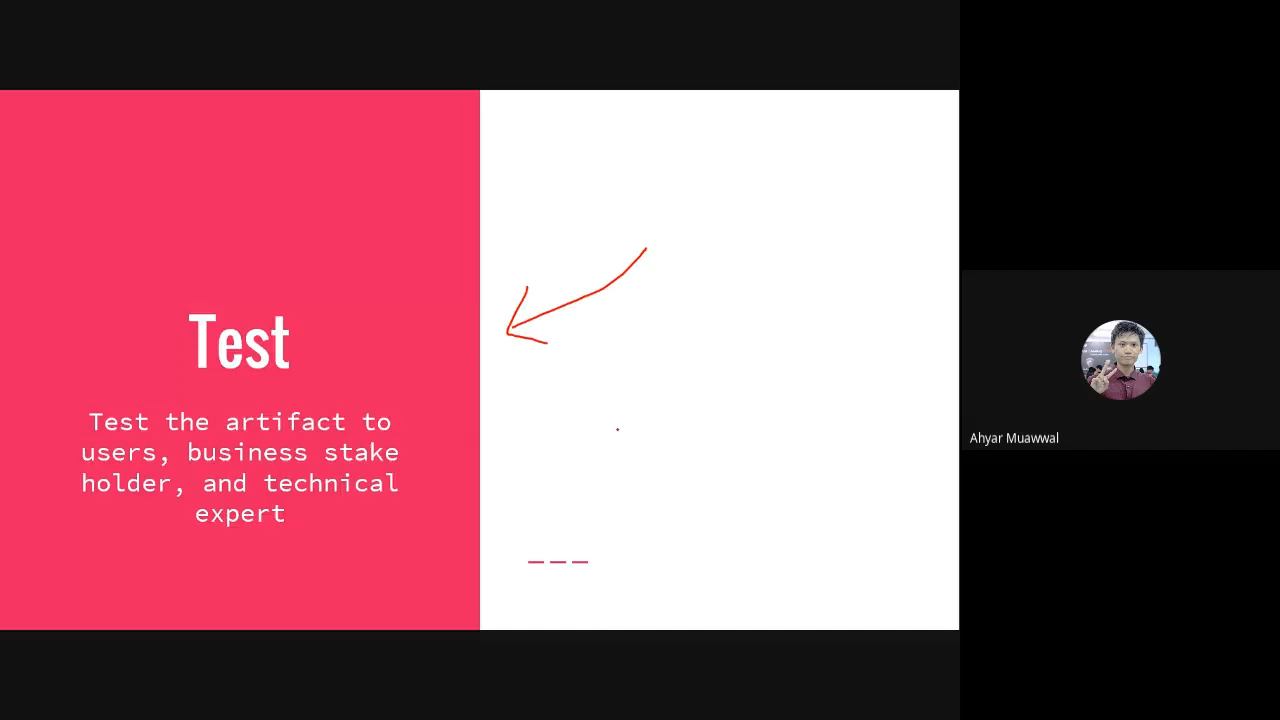 Test
Test the artifact to
users, business stake
holder, and technical
expert
Ahyar Muawwal